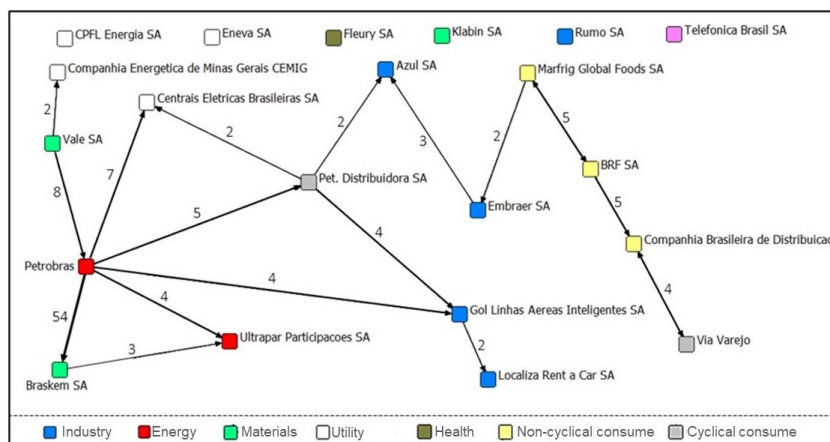 CPFL Energia SA
Eneva SA
Fleury SA
Klabin SA
Rumo SA
Telefonica Brasil SA
Companhia Energetica de Minas Gerais CEMIG
Azul SA
Marfrig Global Foods SA
Centrais Eletricas Brasileiras SA
2
Vale SA
2
2
3
2
5
7
BRF SA
8
Pet. Distribuidora SA
5
5
Embraer SA
4
Companhia Brasileira de Distribuicao
Petrobras
4
4
54
4
Gol Linhas Aereas Inteligentes SA
Ultrapar Participacoes SA
Via Varejo
3
2
Braskem SA
Localiza Rent a Car SA
Industry
Energy
Materials
Utility
Health
Non-cyclical consume
Cyclical consume